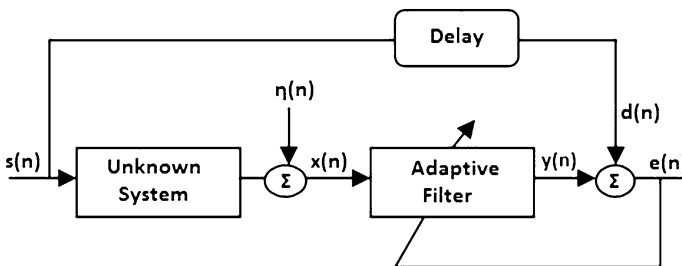 Delay
η(n)
d(n)
s(n)
Unknown
System
Σ
x(n)
Adaptive
Filter
y(n)
Σ
e(n